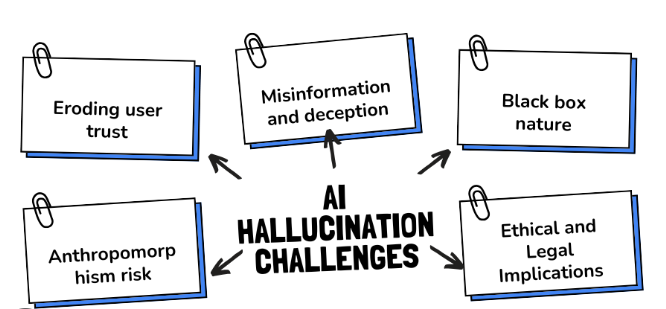 Eroding user
trust
Misinformation
and deception
Black box
nature
AI
HALLUCINATION
CHALLENGES
Anthropomorp
hism risk
Ethical and
Legal
Implications